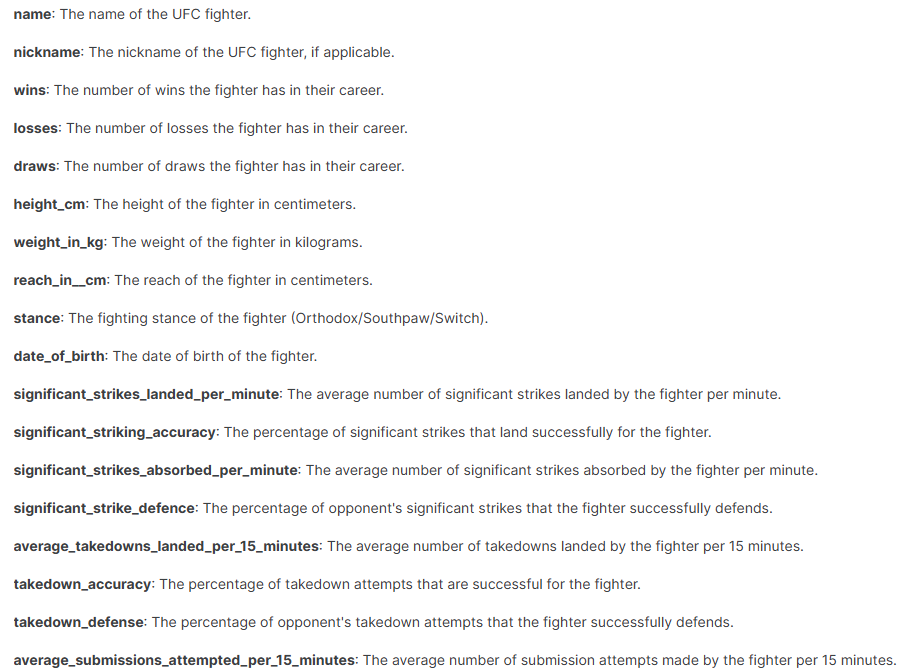 name: The name of the UFC fighter.
nickname: The nickname of the UFC fighter, if applicable.
wins: The number of wins the fighter has in their career.
losses: The number of losses the fighter has in their career.
draws: The number of draws the fighter has in their career.
height_cm: The height of the fighter in centimeters.
weight_in_kg: The weight of the fighter in kilograms.
reach_in__cm: The reach of the fighter in centimeters.
stance: The fighting stance of the fighter (Orthodox/Southpaw/Switch).
date_of_birth: The date of birth of the fighter.
significant_strikes_landed_per_minute: The average number of significant strikes landed by the fighter per minute.
significant_striking_accuracy: The percentage of significant strikes that land successfully for the fighter.
significant_strikes_absorbed_per_minute: The average number of significant strikes absorbed by the fighter per minute.
significant_strike_defence: The percentage of opponent's significant strikes that the fighter successfully defends.
average_takedowns_landed_per_15_minutes: The average number of takedowns landed by the fighter per 15 minutes.
takedown_accuracy: The percentage of takedown attempts that are successful for the fighter.
takedown_defense: The percentage of opponent's takedown attempts that the fighter successfully defends.
average_submissions_attempted_per_15_minutes: The average number of submission attempts made by the fighter per 15 minutes.